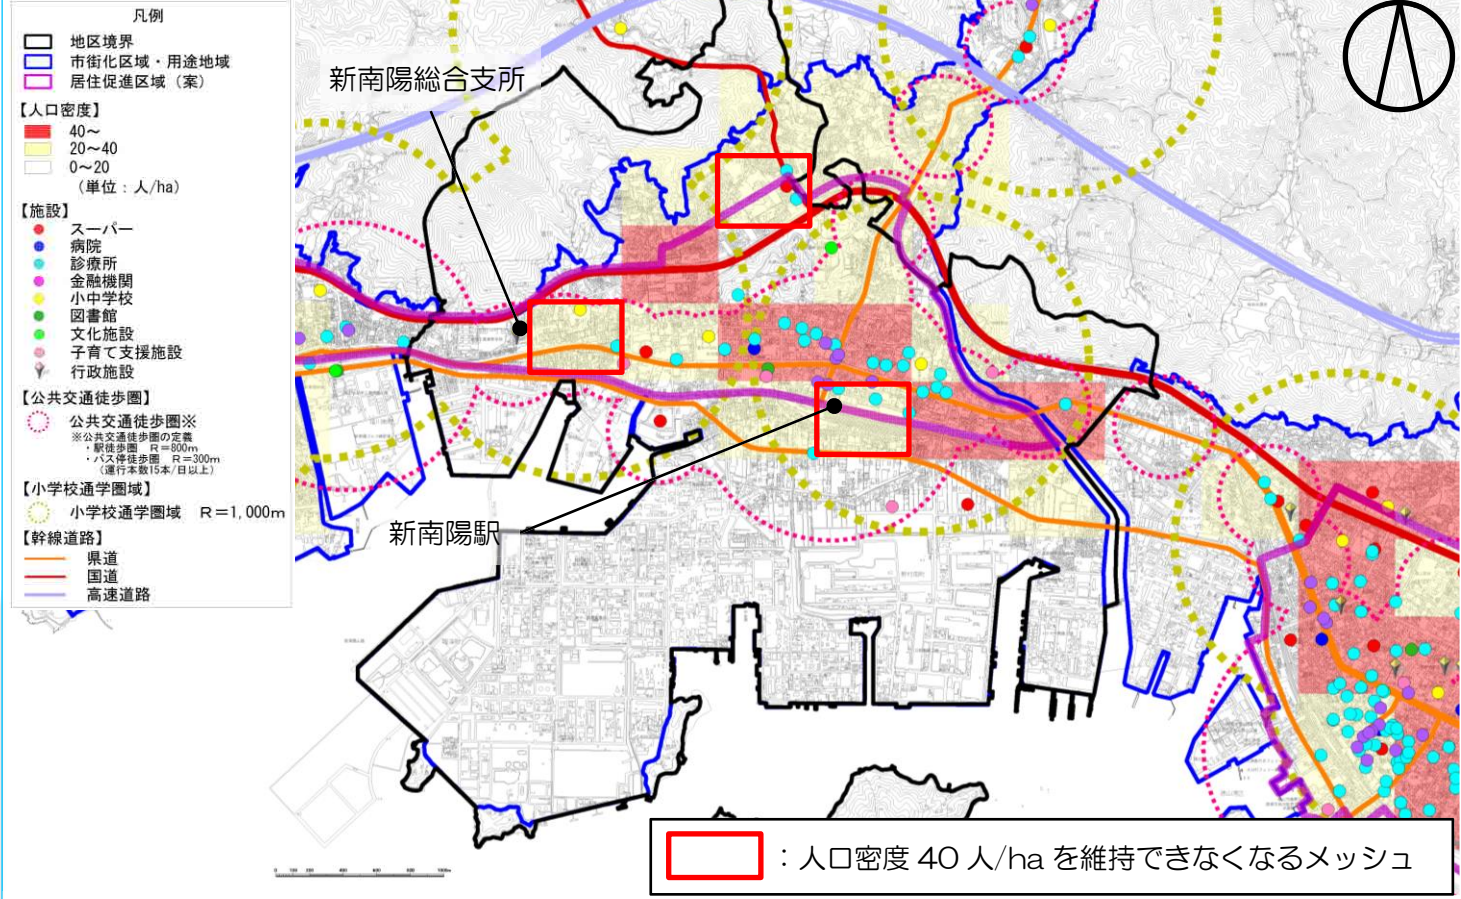 凡例
地区境界
市街化区域・用途地域
居住促進区域（案）
【人口密度】
40～
20～40
0～20
（単位：人/ha）
【施設】
スーパー
病院
診療所
金融機関
小中学校
図書館
文化施設
子育て支援施設
行政施設
【公共交通徒歩圏】
公共交通徒歩圏※
※公共交通徒歩圏の定義
・駅徒歩圏　R＝800m
・バス停徒歩圏　R＝300m
（運行本数15本/日以上）
【小学校通学圏域】
小学校通学圏域　R＝1,000m
【幹線道路】
県道
国道
高速道路
新南陽総合支所
新南陽駅
：人口密度 40 人/ha を維持できなくなるメッシュ